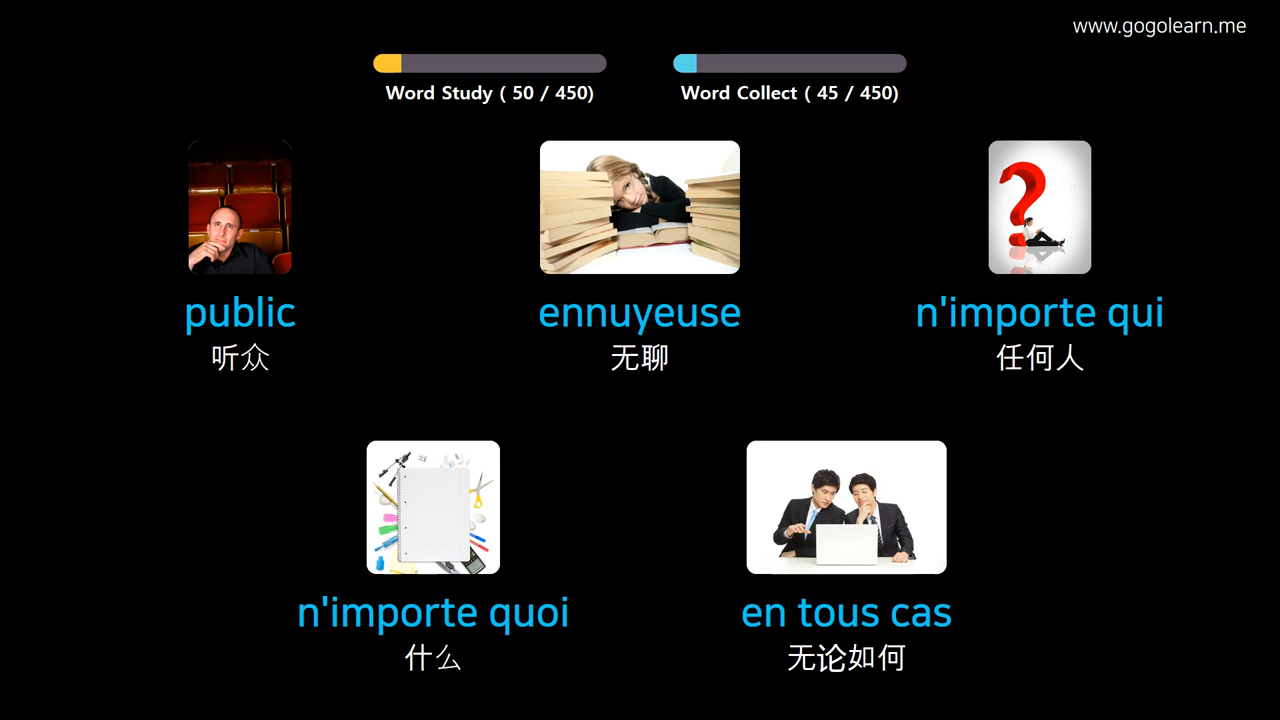 www.gogolearn.me
Word Study ( 50 / 450)
Word Collect ( 45 / 450)
public
听众
ennuyeuse
无聊
n'importe qui
任何人
n'importe quoi
什么
en tous cas
无论如何